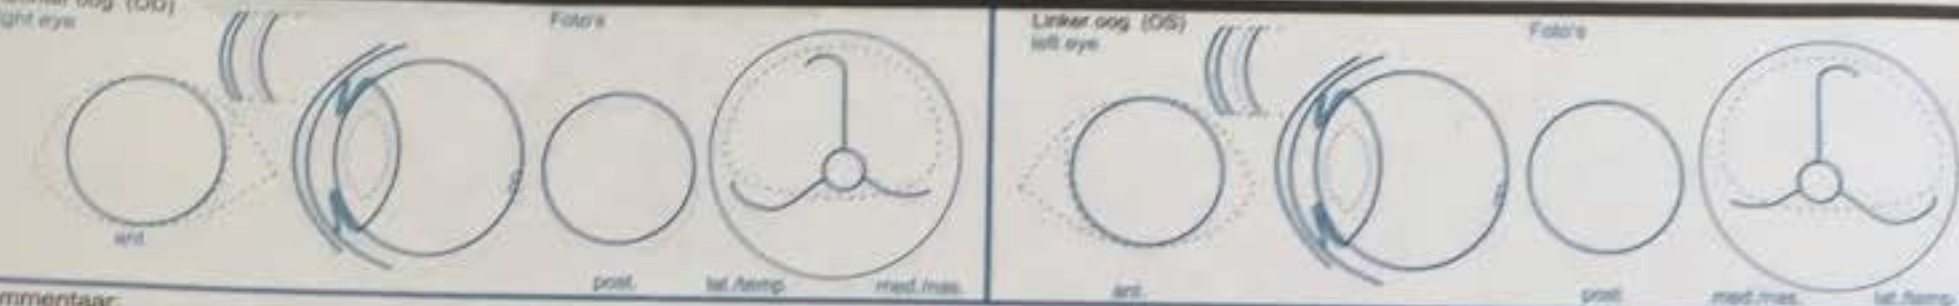 oog (OD)
right eye
Foto's
ant.
post.
lat./temp.
med./nas.
Linker oog (OS)
left eye
Foto's
ant.
post.
med./nas.
lat./temp.
mmentaar: